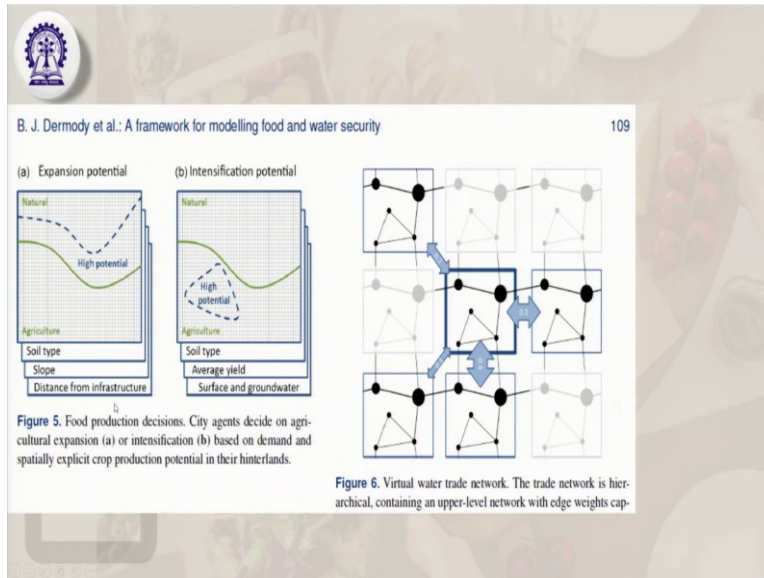 B. J. Dermody et al.: A framework for modelling food and water security 109
(a) Expansion potential
Natural
High potential
Agriculture
Soil type
Slope
Distance from infrastructure
(b) Intensification potential
Natural
High
potential
Agriculture
Soil type
Average yield
Surface and groundwater
Figure 5. Food production decisions. City agents decide on agri-
cultural expansion (a) or intensification (b) based on demand and
spatially explicit crop production potential in their hinterlands.
Figure 6. Virtual water trade network. The trade network is hier-
archical, containing an upper-level network with edge weights cap-